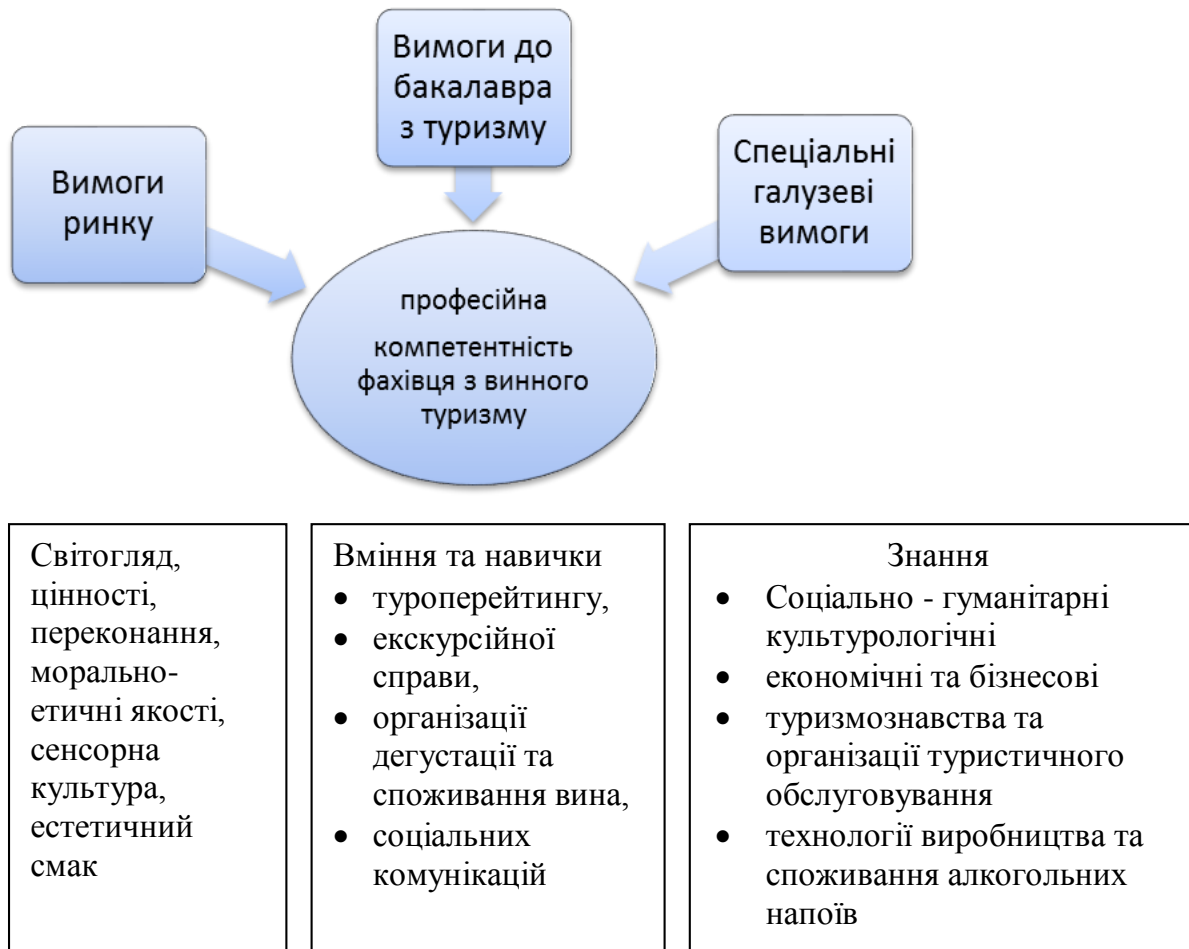 Вимоги до
бакалавра
з туризму
Вимоги
ринку
Спеціальні
галузеві
вимоги
професійна
компетентність
фахівця з винного
туризму
Світогляд,
цінності,
переконання,
морально-
етичні якості,
сенсорна
культура,
естетичний
смак
Вміння та навички
• туроперейтингу,
• екскурсійної
справи,
• організації
дегустації та
споживання вина,
• соціальних
комунікацій
Знання
• Соціально - гуманітарні
культурологічні
• економічні та бізнесові
• туризмознавства та
організації туристичного
обслуговування
• технології виробництва та
споживання алкогольних
напоїв